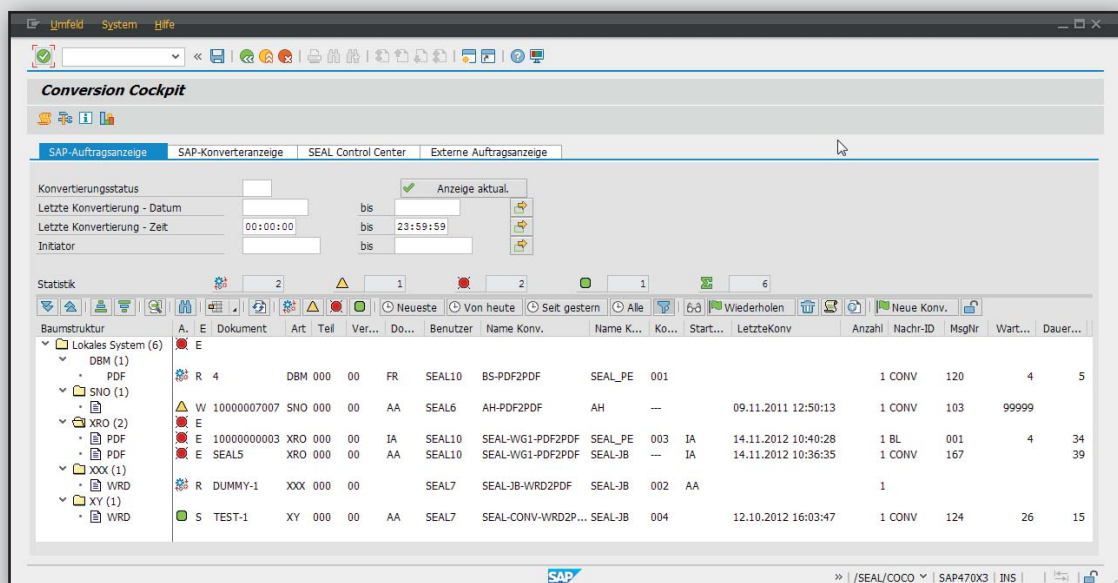 Umfeld System Hilfe
Conversion Cockpit
SAP-Auftragsanzeige SAP-Konverteranzeige SEAL Control Center Externe Auftragsanzeige
Konvertierungsstatus Anzeige aktual.
Letzte Konvertierung - Datum bis
Letzte Konvertierung - Zeit 00:00:00 bis 23:59:59
Initiator bis
Statistik 2 1 2 1 6
Neueste Von heute Seit gestern Alle Wiederholen Neue Konv.
Baumstruktur A. E Dokument Art Teil Ver... Do... Benutzer Name Konv. Name K... Ko... Start... LetzteKonv Anzahl Nachr-ID MsgNr Wart... Dauer...
Lokales System (6) E
DBM (1)
PDF R 4 DBM 000 00 FR SEAL10 BS-PDF2PDF SEAL_PE 001 1 CONV 120 4 5
SNO (1)
W 10000007007 SNO 000 00 AA SEAL6 AH-PDF2PDF AH --- 09.11.2011 12:50:13 1 CONV 103 99999
XRO (2) E
PDF E 10000000003 XRO 000 00 IA SEAL10 SEAL-WG1-PDF2PDF SEAL_PE 003 IA 14.11.2012 10:40:28 1 BL 001 4 34
PDF E SEAL5 XRO 000 00 AA SEAL10 SEAL-WG1-PDF2PDF SEAL-JB --- IA 14.11.2012 10:36:35 1 CONV 167 39
XXX (1)
WRD R DUMMY-1 XXX 000 00 SEAL7 SEAL-JB-WRD2PDF SEAL-JB 002 AA 1
XY (1)
WRD S TEST-1 XY 000 00 AA SEAL7 SEAL-CONV-WRD2P... SEAL-JB 004 12.10.2012 16:03:47 1 CONV 124 26 15
SAP » /SEAL/COCO SAP470X3 INS